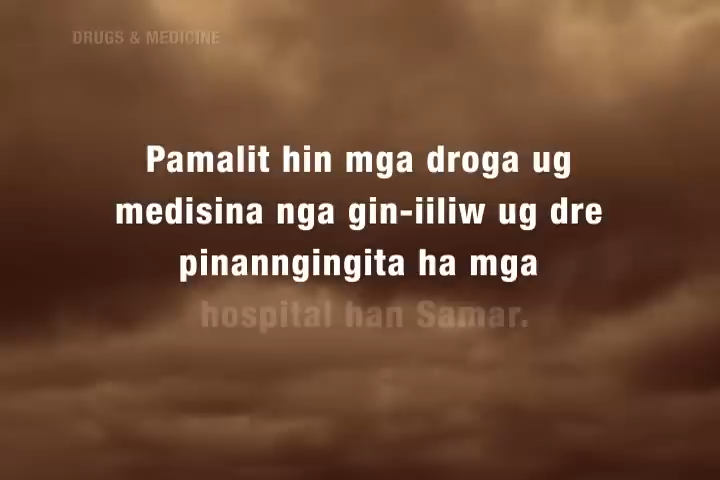 DRUGS & MEDICINE
Pamalit hin mga droga ug
medisina nga gin-iiliw ug dre
pinanngingita ha mga
hospital han Samar.